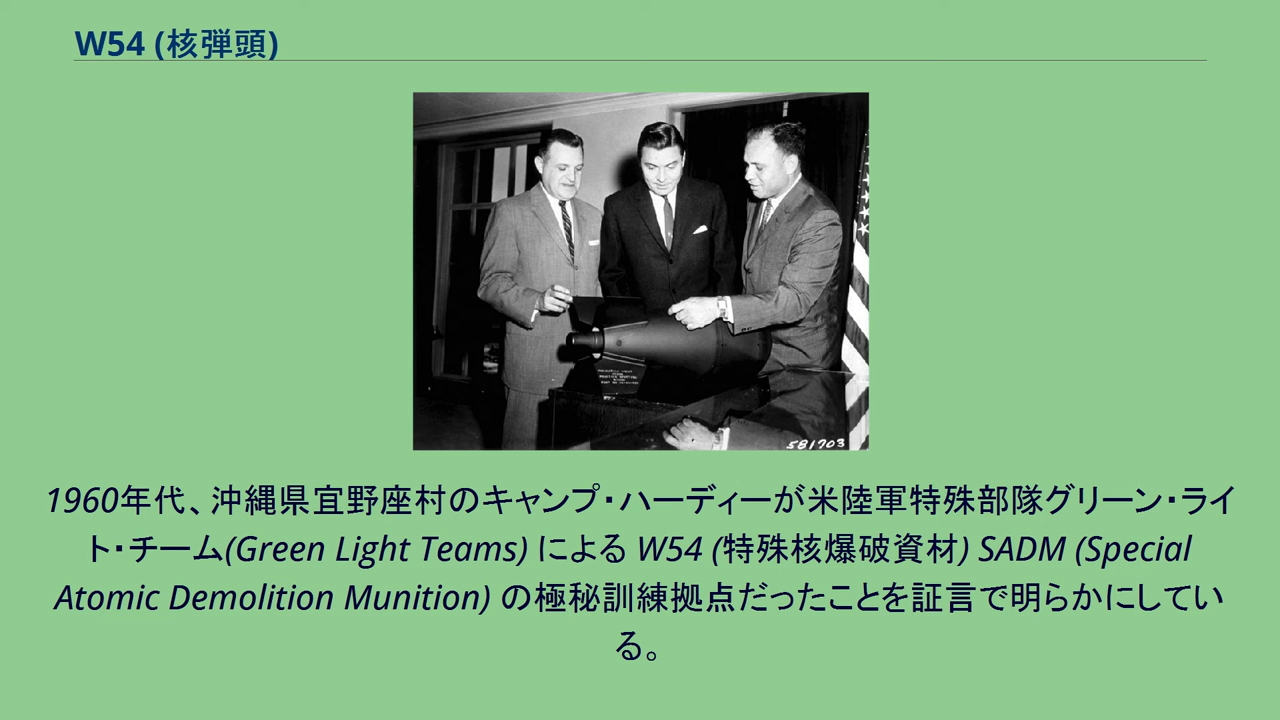 W54 (核弾頭)
581703
1960年代、沖縄県宜野座村のキャンプ・ハーディーが米陸軍特殊部隊グリーン・ライ
ト・チーム(Green Light Teams) による W54 (特殊核爆破資材) SADM (Special
Atomic Demolition Munition) の極秘訓練拠点だったことを証言で明らかにしてい
る。